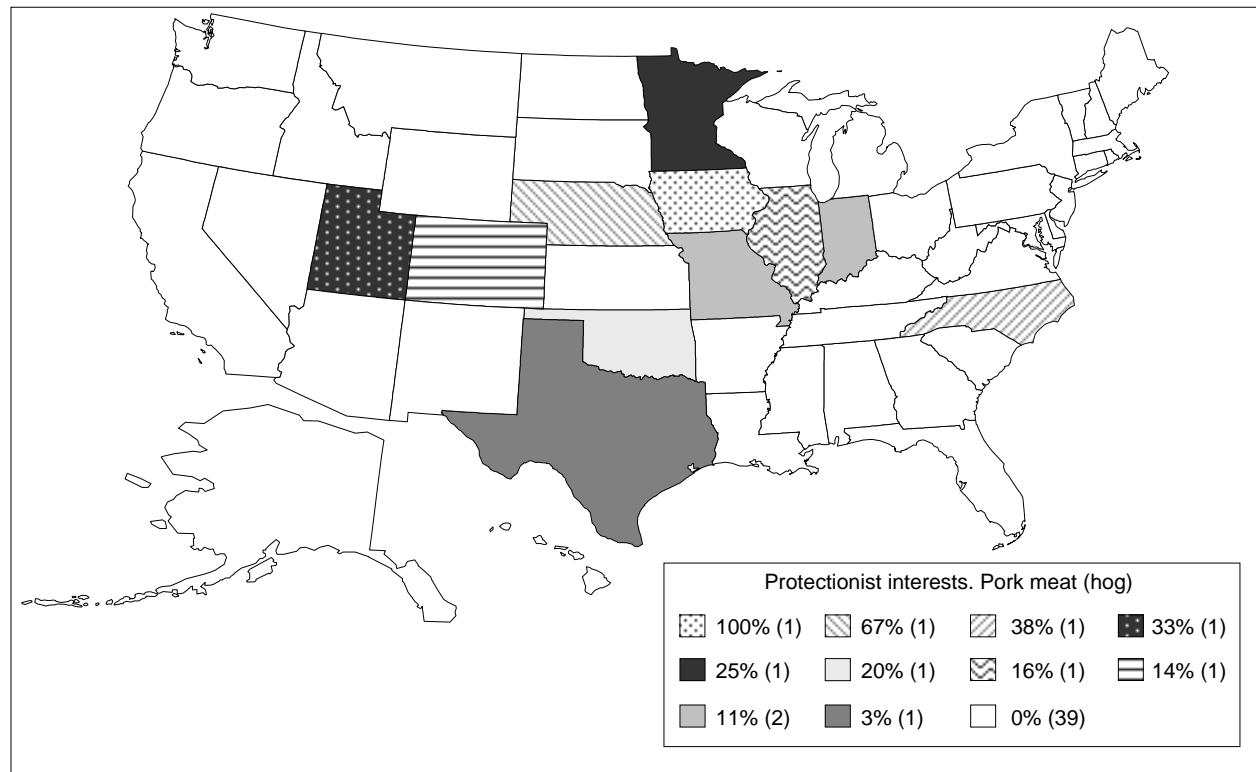 Protectionist interests. Pork meat (hog)
100% (1) 67% (1) 38% (1) 33% (1)
25% (1) 20% (1) 16% (1) 14% (1)
11% (2) 3% (1) 0% (39)